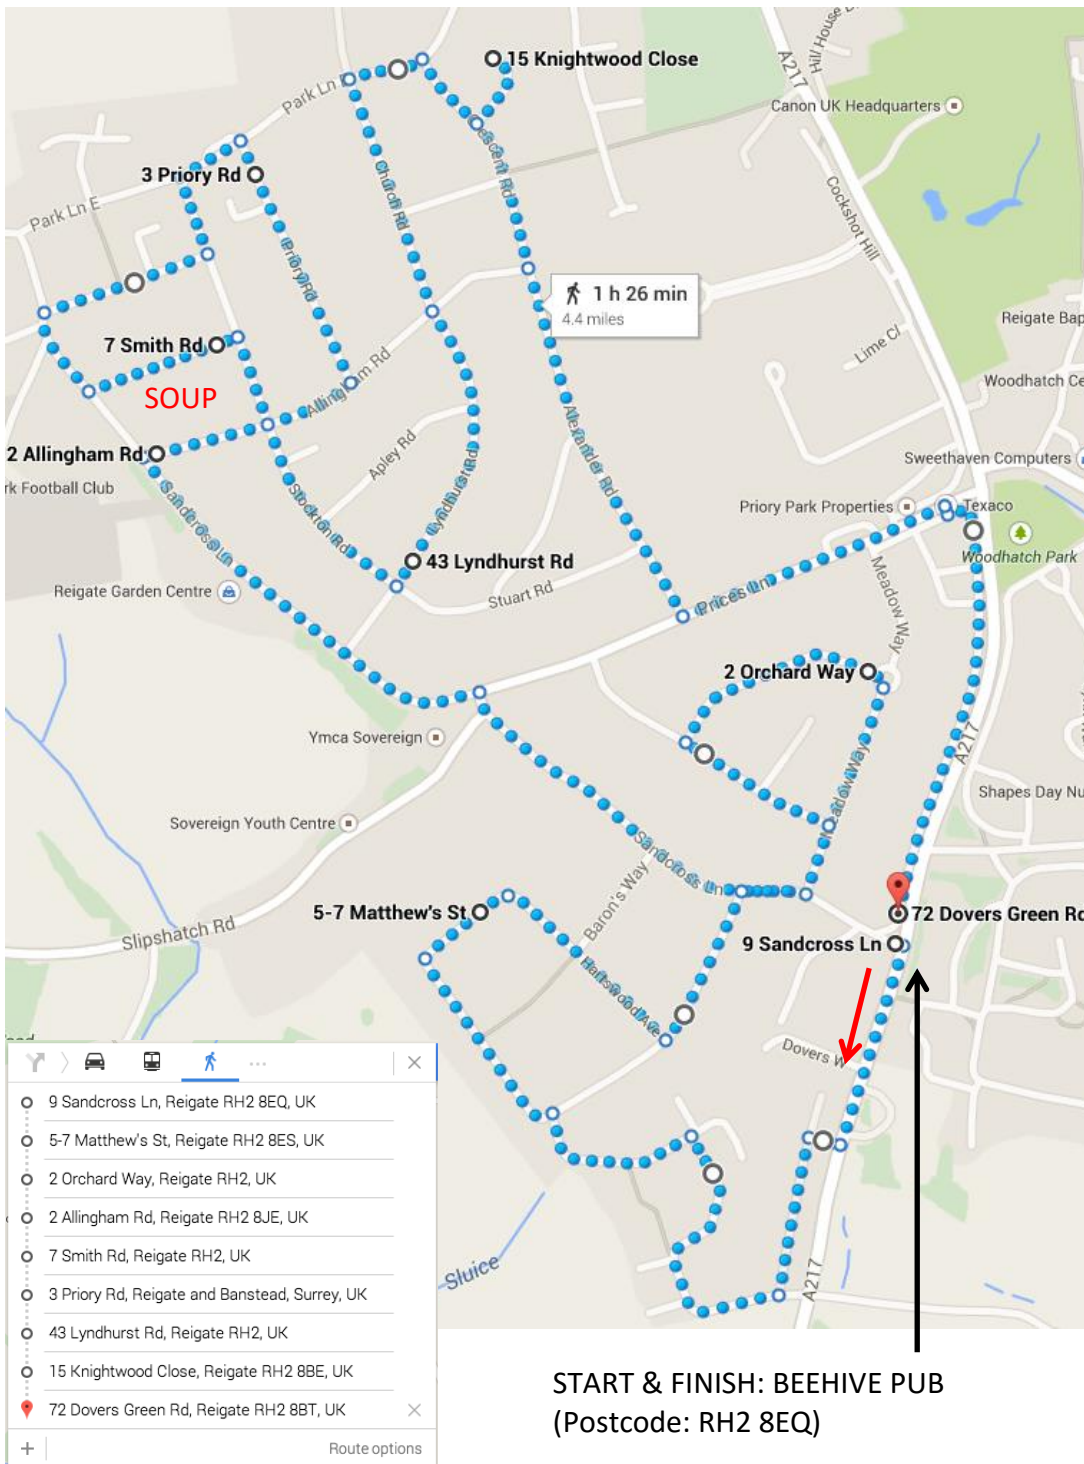 15 Knightwood Close
A217
Hill House D
Canon UK Headquarters
Park Ln E
Crescent Rd
Church Rd
3 Priory Rd
Park Ln E
Cockshot Hill
Priory Rd
1 h 26 min
4.4 miles
Reigate Bap
7 Smith Rd
Lime Cl
SOUP
Allingham Rd
Woodhatch Ce
Alexander Rd
2 Allingham Rd
Apley Rd
Lyndhurst Rd
Sweethaven Computers
rk Football Club
Sandcross Ln
Stockton Rd
Priory Park Properties
Texaco
43 Lyndhurst Rd
Woodhatch Park
Reigate Garden Centre
Stuart Rd
Prices Ln
Meadow Way
2 Orchard Way
Ymca Sovereign
A217
Meadow Way
Shapes Day Nu
Sovereign Youth Centre
Sandcross Ln
Baron's Way
5-7 Matthew's St
72 Dovers Green Rd
Slipshatch Rd
9 Sandcross Ln
Hartswood Ave
Dovers W
9 Sandcross Ln, Reigate RH2 8EQ, UK
5-7 Matthew's St, Reigate RH2 8ES, UK
2 Orchard Way, Reigate RH2, UK
2 Allingham Rd, Reigate RH2 8JE, UK
7 Smith Rd, Reigate RH2, UK
3 Priory Rd, Reigate and Banstead, Surrey, UK
43 Lyndhurst Rd, Reigate RH2, UK
15 Knightwood Close, Reigate RH2 8BE, UK
72 Dovers Green Rd, Reigate RH2 8BT, UK
Route options
Sluice
A217
START & FINISH: BEEHIVE PUB
(Postcode: RH2 8EQ)